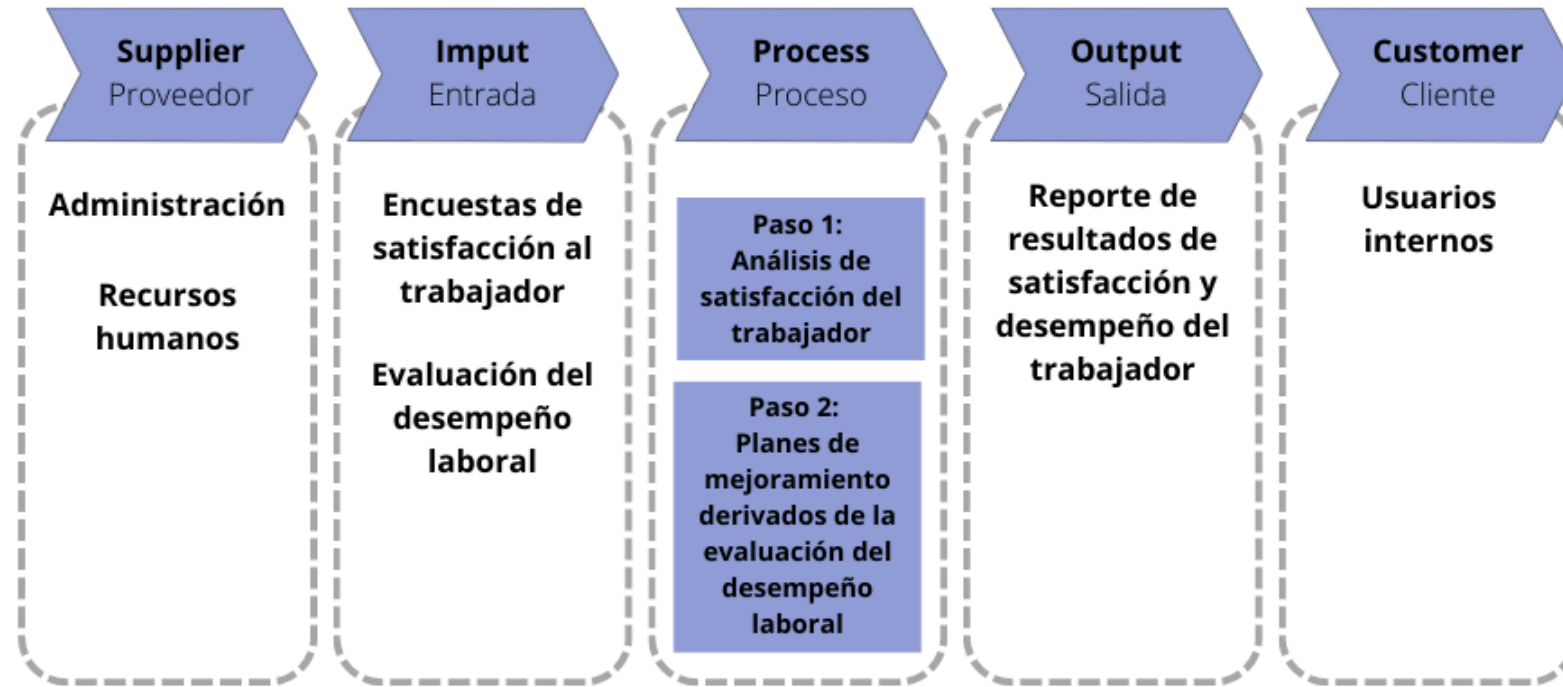 Supplier
Proveedor
Administración
Recursos
humanos
Imput
Entrada
Encuestas de
satisfacción al
trabajador
Evaluación del
desempeño
laboral
Process
Proceso
Paso 1:
Análisis de
satisfacción del
trabajador
Paso 2:
Planes de
mejoramiento
derivados de la
evaluación del
desempeño
laboral
Output
Salida
Reporte de
resultados de
satisfacción y
desempeño del
trabajador
Customer
Cliente
Usuarios
internos